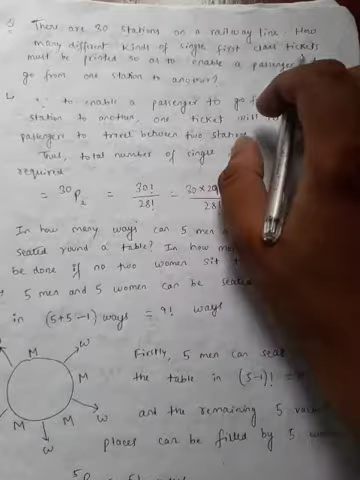 There are 30 stations on a railway line. How
many different kinds of single first class tickets
must be printed so as to enable a passenger to
go from one station to another?
∵ to enable a passenger to go
station to another, one ticket will
passenger to travel between two station
Thus, total number of single
required
= ³⁰P₂ = 30!/28! = 30×29/28!
In how many ways can 5 men
seated round a table? In how
be done if no two women sit
5 men and 5 women can be seated
in (5+5-1) ways = 9! ways
Firstly, 5 men can seat
the table in (5-1)! =
and the remaining 5
places can be filled by 5 women
M
W
M
M
W
M
W